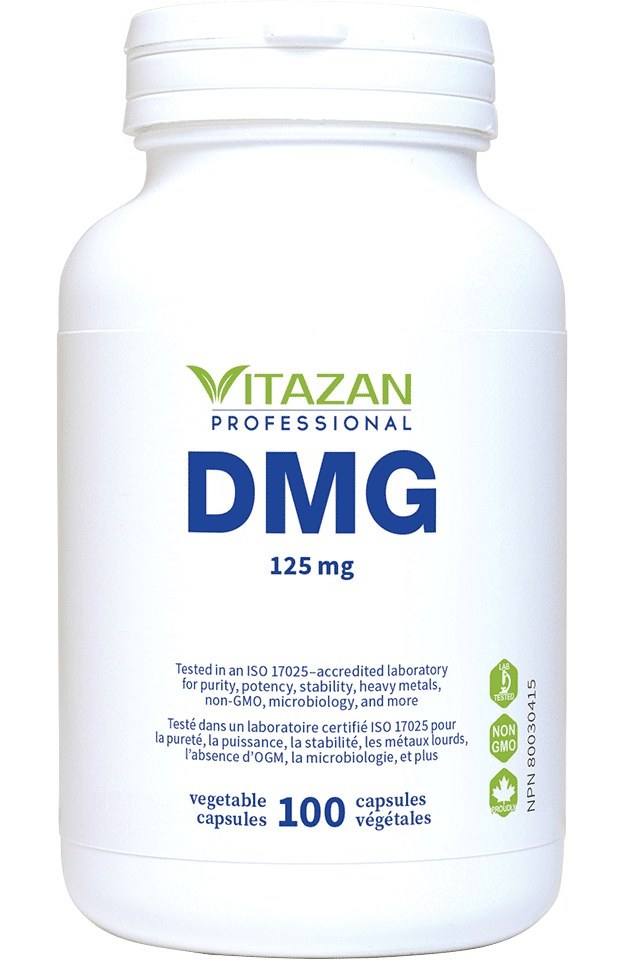 VITAZAN
PROFESSIONAL
DMG
125 mg
Tested in an ISO 17025–accredited laboratory
for purity, potency, stability, heavy metals,
non-GMO, microbiology, and more
Testé dans un laboratoire certifié ISO 17025 pour
la pureté, la puissance, la stabilité, les métaux lourds,
l’absence d’OGM, la microbiologie, et plus
vegetable capsules 100 capsules végétales
LAB
TESTED
NON
GMO
PROUDLY
NPN 80030415